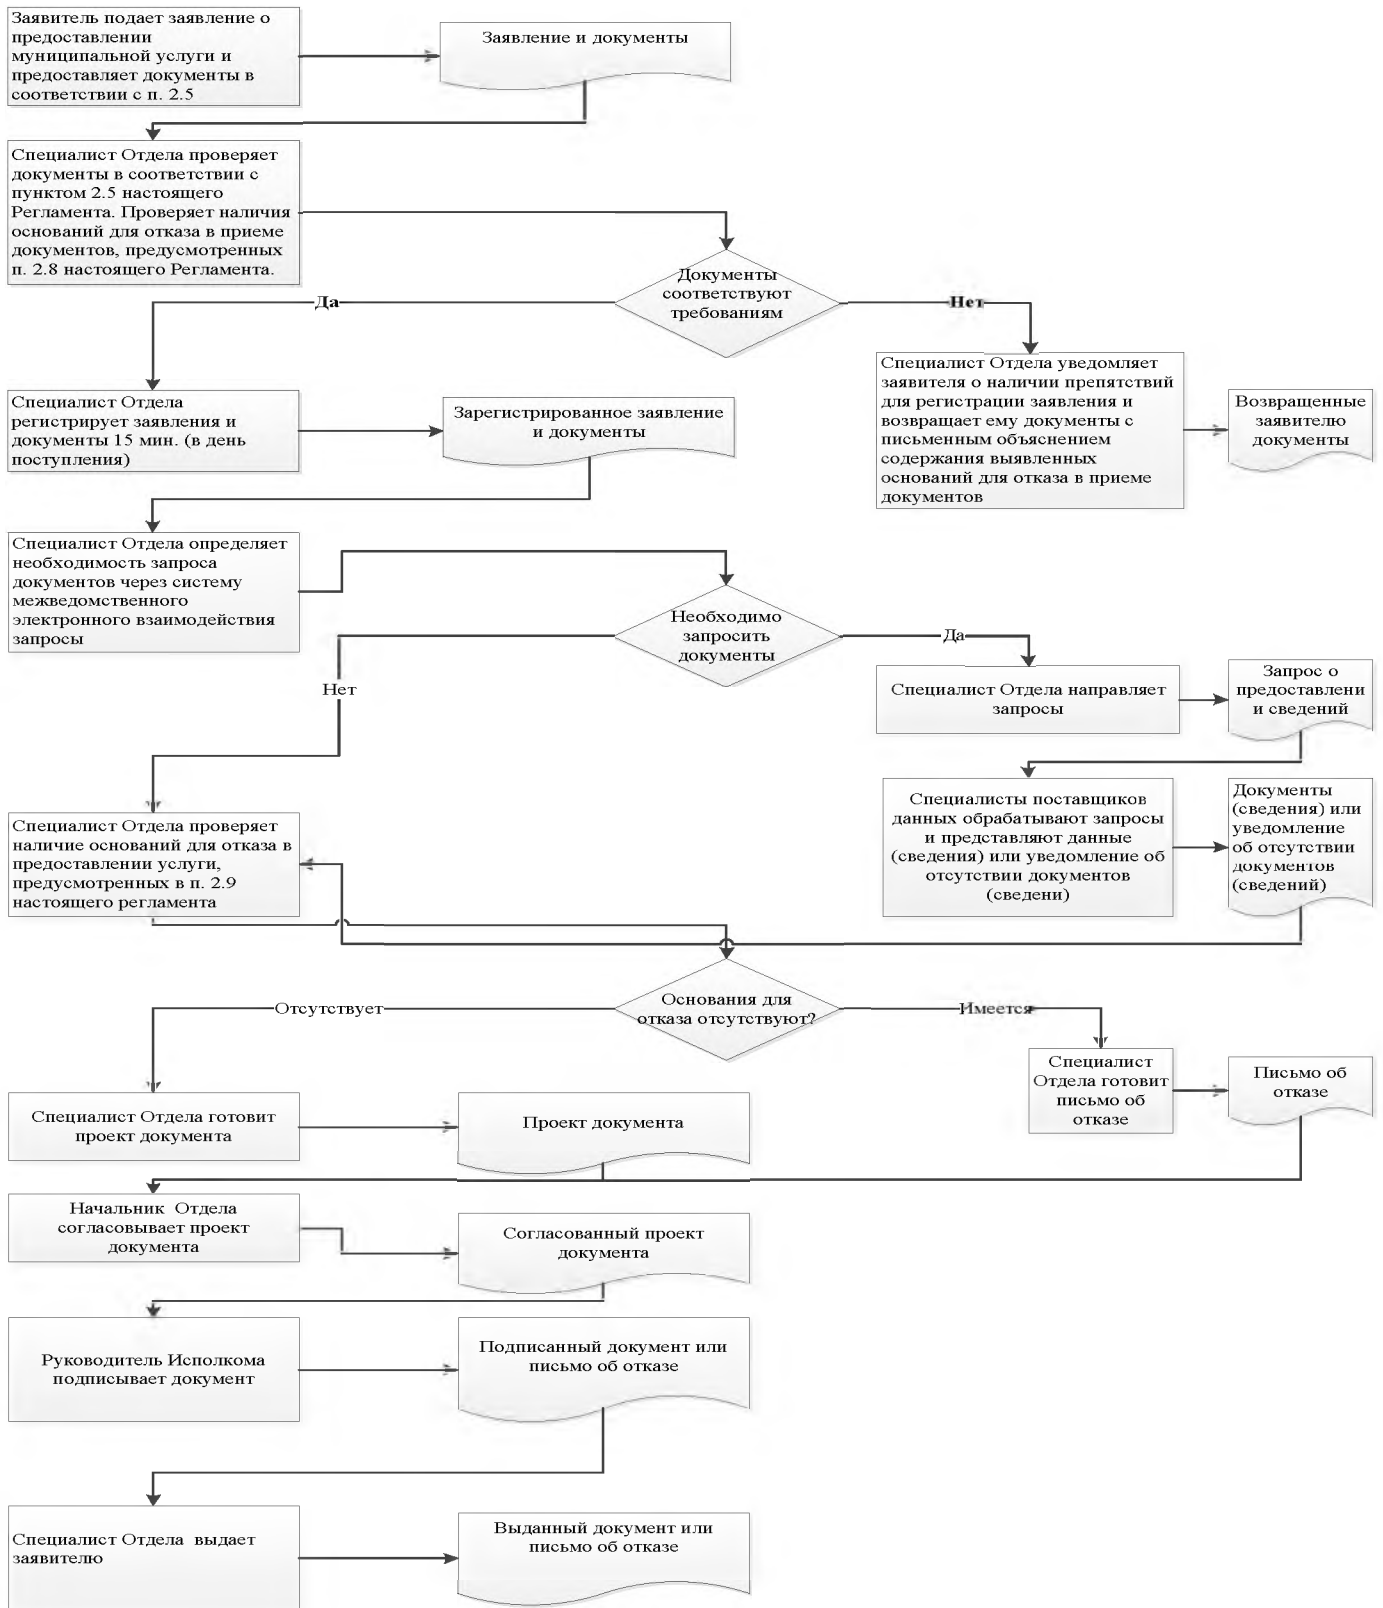 Заявитель подает заявление о
предоставлении
муниципальной услуги и
предоставляет документы в
соответствии с п. 2.5
Заявление и документы
Специалист Отдела проверяет
документы в соответствии с
пунктом 2.5 настоящего
Регламента. Проверяет наличия
оснований для отказа в приеме
документов, предусмотренных
п. 2.8 настоящего Регламента.
Документы
соответствуют
требованиям
Да
Нет
Специалист Отдела
регистрирует заявления и
документы 15 мин. (в день
поступления)
Зарегистрированное заявление
и документы
Специалист Отдела уведомляет
заявителя о наличии препятствий
для регистрации заявления и
возвращает ему документы с
письменным объяснением
содержания выявленных
оснований для отказа в приеме
документов
Возвращенные
заявителю
документы
Специалист Отдела определяет
необходимость запроса
документов через систему
межведомственного
электронного взаимодействия
запросы
Необходимо
запросить
документы
Да
Нет
Специалист Отдела направляет
запросы
Запрос о
предоставлени
и сведений
Специалисты поставщиков
данных обрабатывают запросы
и представляют данные
(сведения) или уведомление об
отсутствии документов
(сведени)
Документы
(сведения) или
уведомление
об отсутствии
документов
(сведений)
Специалист Отдела проверяет
наличие оснований для отказа в
предоставлении услуги,
предусмотренных в п. 2.9
настоящего регламента
Основания для
отказа отсутствуют?
Отсутствует
Имеется
Специалист
Отдела готовит
письмо об
отказе
Письмо об
отказе
Специалист Отдела готовит
проект документа
Проект документа
Начальник Отдела
согласовывает проект
документа
Согласованный проект
документа
Руководитель Исполкома
подписывает документ
Подписанный документ или
письмо об отказе
Специалист Отдела выдает
заявителю
Выданный документ или
письмо об отказе